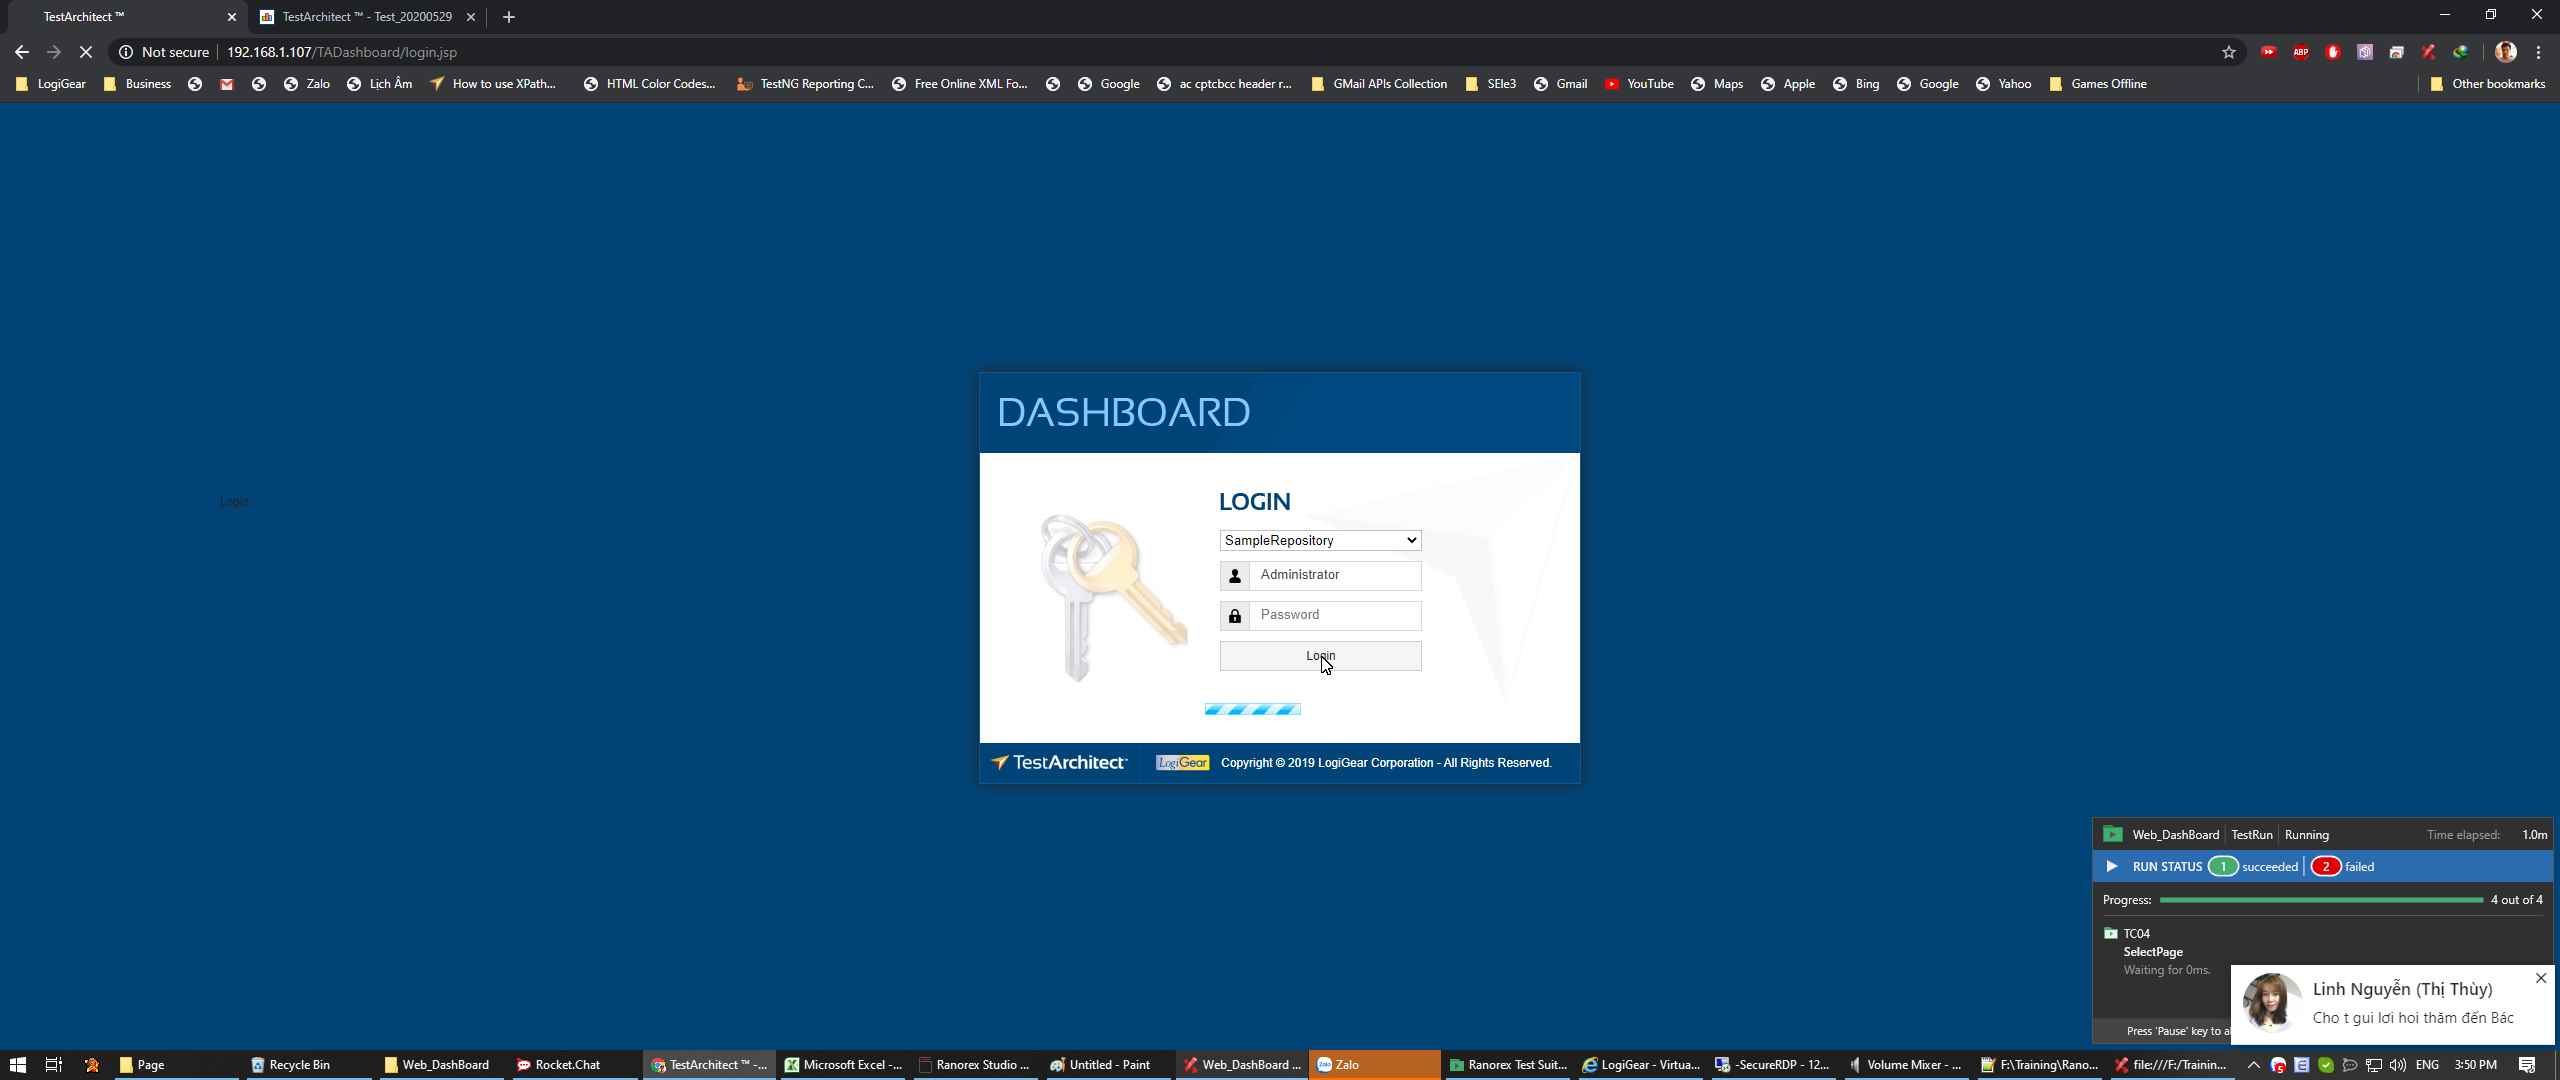 TestArchitect ™
TestArchitect ™ - Test_20200529
Not secure
192.168.1.107/TADashboard/login.jsp
ABP
LogiGear
Business
Zalo
Lịch Âm
How to use XPath...
HTML Color Codes...
TestNG Reporting C...
Free Online XML Fo...
Google
ac cptcbcc header r...
GMail APIs Collection
SEle3
Gmail
YouTube
Maps
Apple
Bing
Google
Yahoo
Games Offline
Other bookmarks
DASHBOARD
LOGIN
Login
SampleRepository
Administrator
Password
Login
TestArchitect™
LogiGear
Copyright © 2019 LogiGear Corporation - All Rights Reserved.
Web_DashBoard
TestRun
Running
Time elapsed:
1.0m
RUN STATUS
1
succeeded
2
failed
Progress:
4 out of 4
TC04
SelectPage
Waiting for 0ms.
Press 'Pause' key to a
Linh Nguyễn (Thị Thùy)
Cho t gui lơi hoi thăm đến Bác
Page
Recycle Bin
Web_DashBoard
Rocket.Chat
TestArchitect ™ -...
Microsoft Excel -...
Ranorex Studio ...
Untitled - Paint
Web_DashBoard ...
Zalo
Ranorex Test Suit...
LogiGear - Virtua...
-SecureRDP - 12...
Volume Mixer - ...
F:\Training\Rano...
file:///F:/Trainin...
5
ENG
3:50 PM